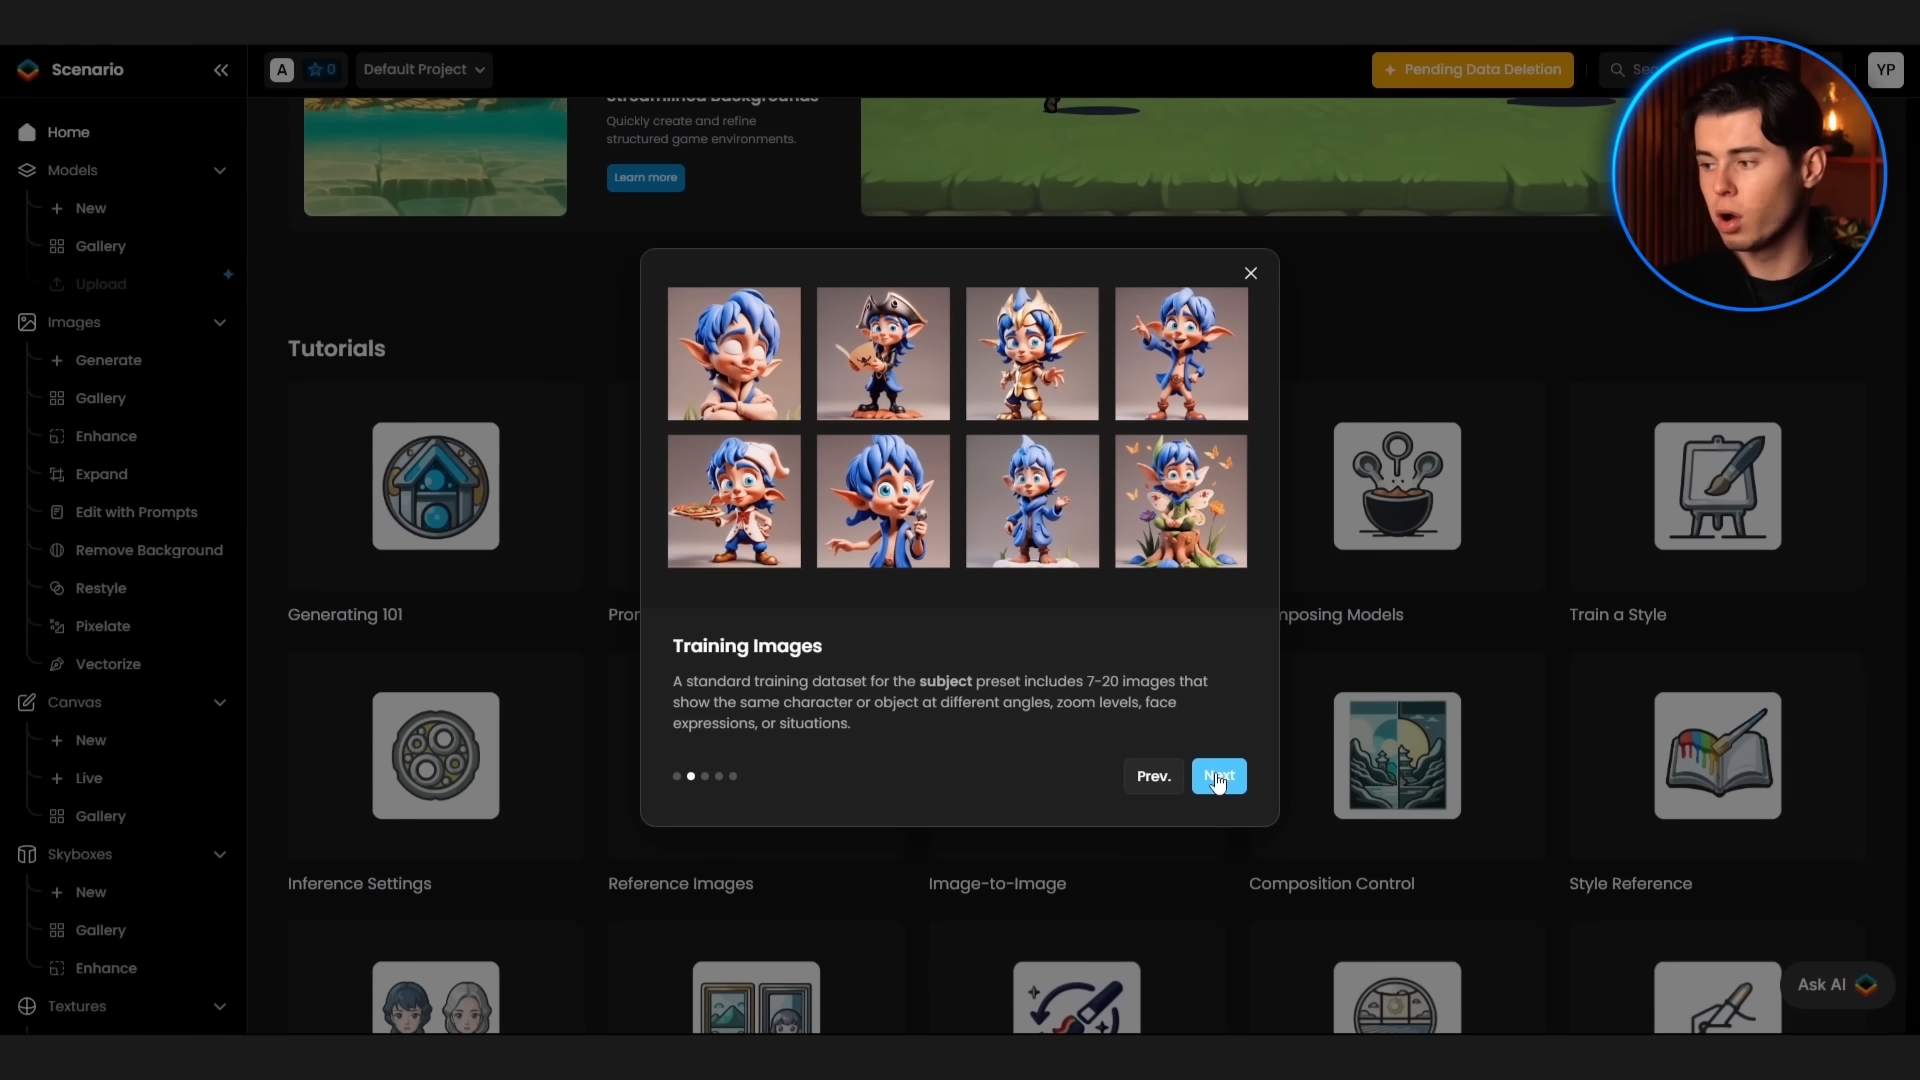 Scenario
A
0
Default Project
Pending Data Deletion
YP
Home
Models
New
Gallery
Upload
Images
Generate
Gallery
Enhance
Expand
Edit with Prompts
Remove Background
Restyle
Pixelate
Vectorize
Canvas
New
Live
Gallery
Skyboxes
New
Gallery
Enhance
Textures
Streamlined Backgrounds
Quickly create and refine
structured game environments.
Learn more
Tutorials
Generating 101
Train a Style
Inference Settings
Reference Images
Image-to-Image
Composition Control
Style Reference
Training Images
A standard training dataset for the subject preset includes 7-20 images that
show the same character or object at different angles, zoom levels, face
expressions, or situations.
Prev.
Next
Ask AI